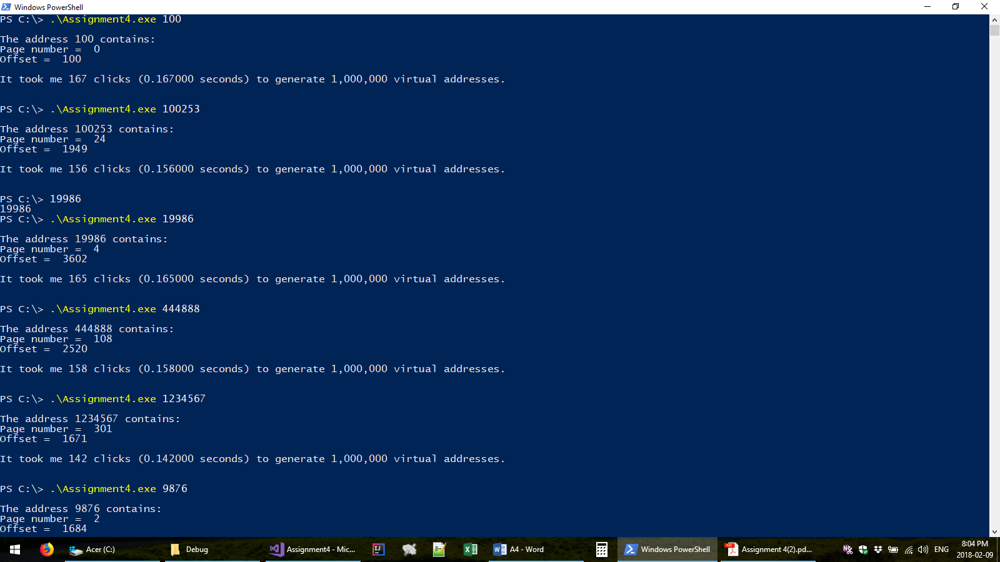 Windows PowerShell
PS C:\> .\Assignment4.exe 100
The address 100 contains:
Page number =  0
Offset =  100
It took me 167 clicks (0.167000 seconds) to generate 1,000,000 virtual addresses.
PS C:\> .\Assignment4.exe 100253
The address 100253 contains:
Page number =  24
Offset =  1949
It took me 156 clicks (0.156000 seconds) to generate 1,000,000 virtual addresses.
PS C:\> 19986
19986
PS C:\> .\Assignment4.exe 19986
The address 19986 contains:
Page number =  4
Offset =  3602
It took me 165 clicks (0.165000 seconds) to generate 1,000,000 virtual addresses.
PS C:\> .\Assignment4.exe 444888
The address 444888 contains:
Page number =  108
Offset =  2520
It took me 158 clicks (0.158000 seconds) to generate 1,000,000 virtual addresses.
PS C:\> .\Assignment4.exe 1234567
The address 1234567 contains:
Page number =  301
Offset =  1671
It took me 142 clicks (0.142000 seconds) to generate 1,000,000 virtual addresses.
PS C:\> .\Assignment4.exe 9876
The address 9876 contains:
Page number =  2
Offset =  1684
Acer (C:) Debug Assignment4 - Mic... A4 - Word Windows PowerShell Assignment 4(2).pd... ENG 8:04 PM
2018-02-09